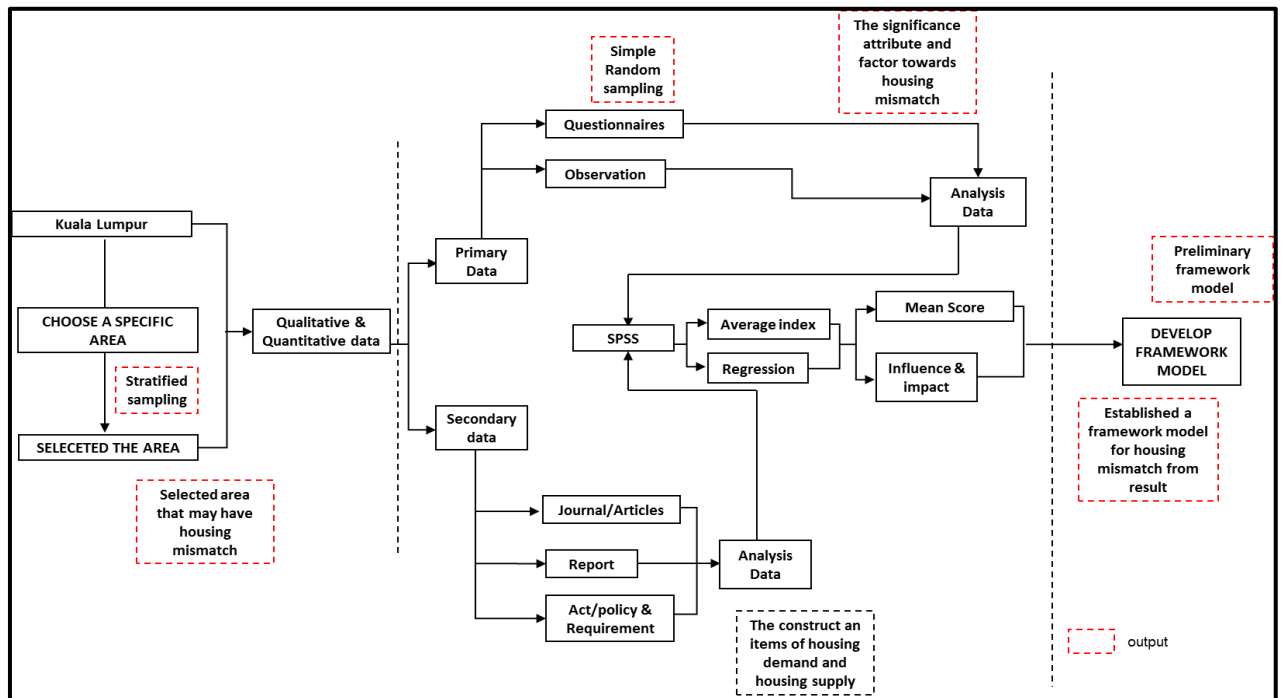 Kuala Lumpur
CHOOSE A SPECIFIC
AREA
Stratified
sampling
SELECETED THE AREA
Selected area
that may have
housing
mismatch
Qualitative &
Quantitative data
Primary
Data
Secondary
data
Simple
Random
sampling
Questionnaires
Observation
The significance
attribute and
factor towards
housing
mismatch
Analysis
Data
SPSS
Average index
Regression
Mean Score
Influence &
impact
Journal/Articles
Report
Act/policy &
Requirement
Analysis
Data
The construct an
items of housing
demand and
housing supply
Preliminary
framework
model
DEVELOP
FRAMEWORK
MODEL
Established a
framework model
for housing
mismatch from
result
output